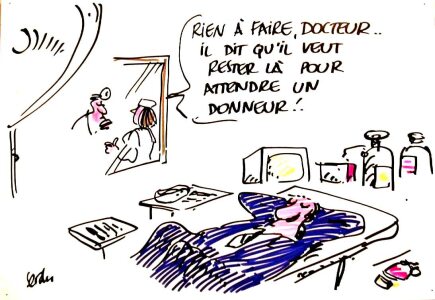 RIEN À FAIRE, DOCTEUR..
IL DIT QU'IL VEUT
RESTER LÀ POUR
ATTENDRE UN
DONNEUR!.